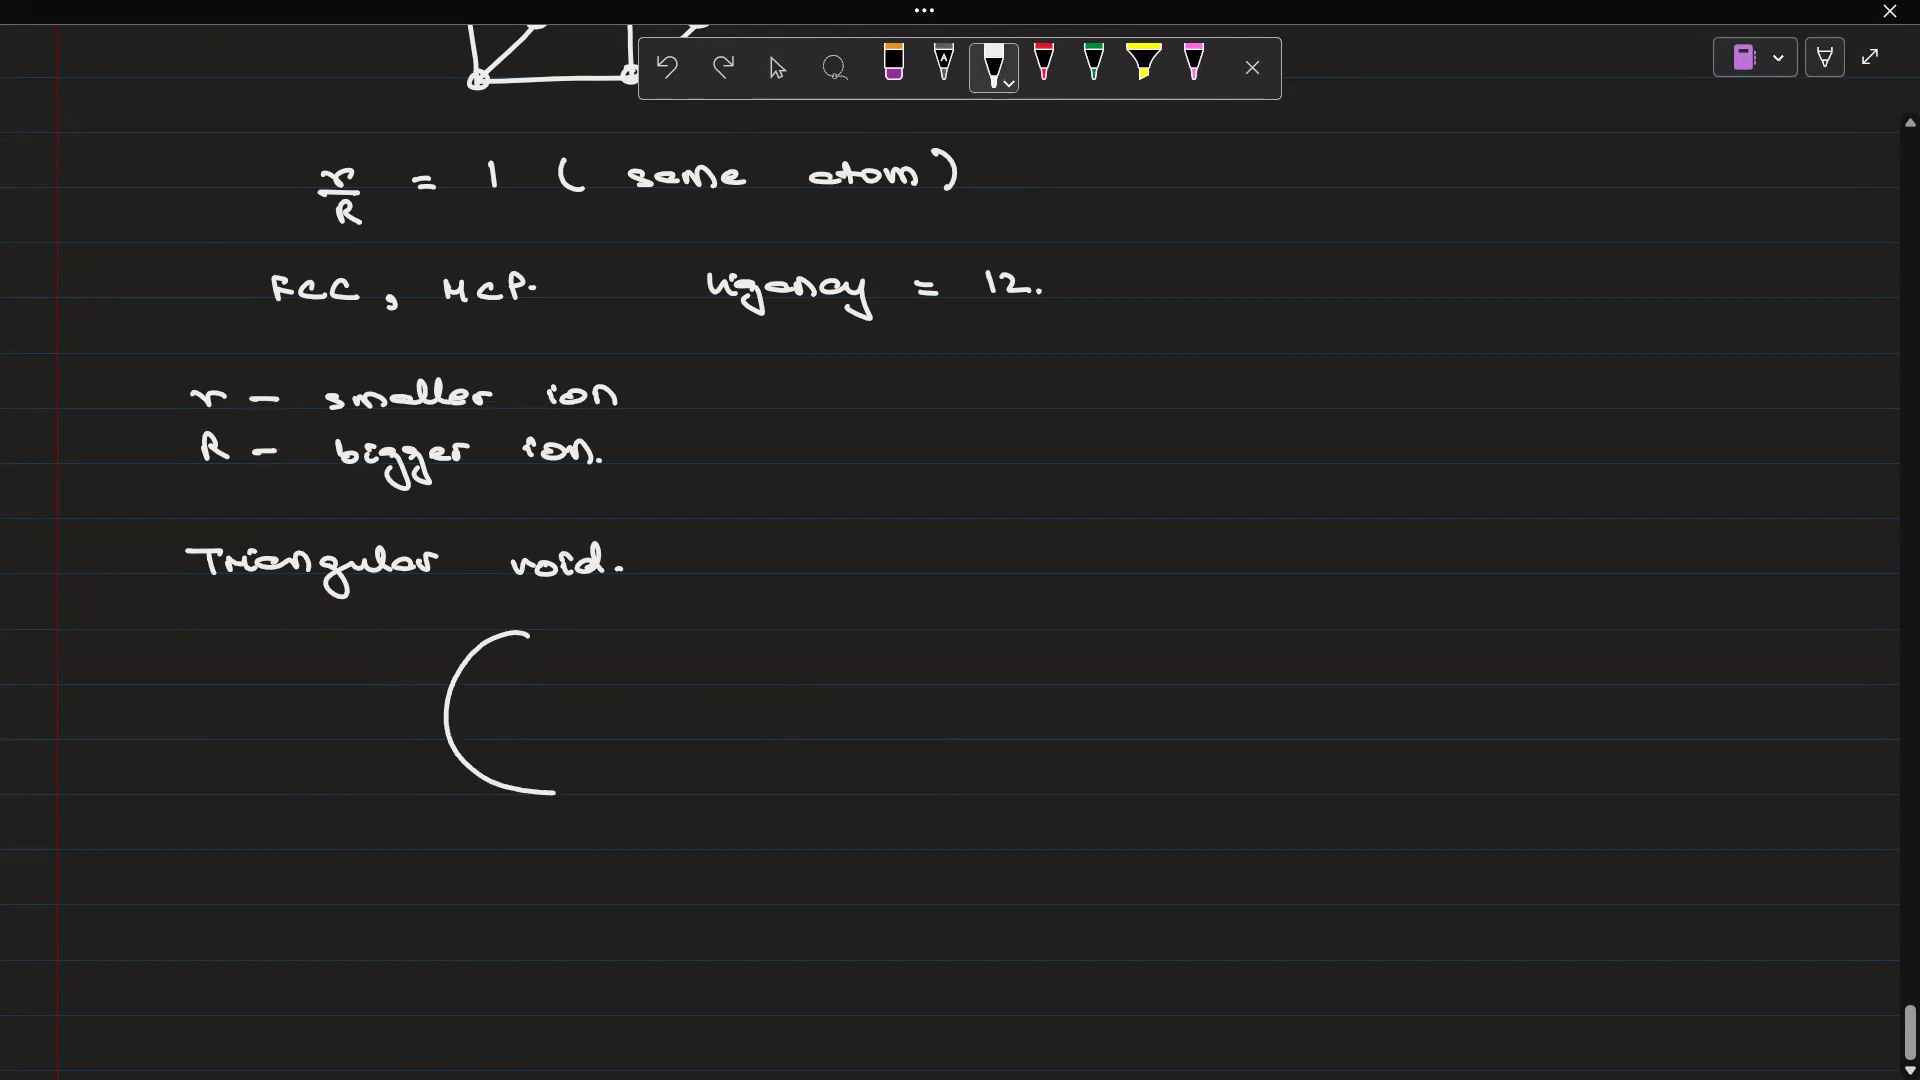 r/R = 1 ( same atom )
FCC , HCP. ligancy = 12.
r – smaller ion
R – bigger ion.
Triangular void.